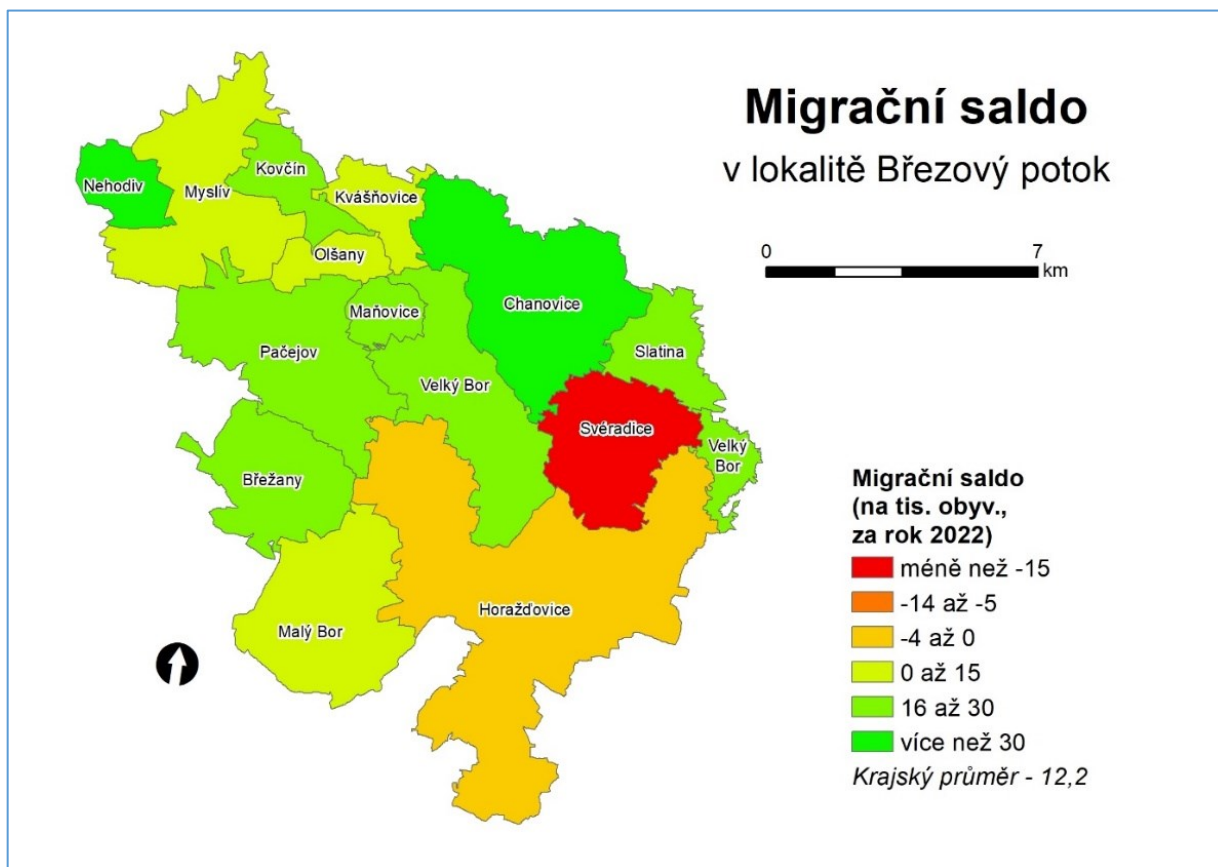 Migrační saldo
v lokalitě Březový potok
0 7
km
Nehodiv
Myslív
Kovčín
Kvášňovice
Olšany
Chanovice
Maňovice
Pačejov
Slatina
Velký Bor
Svéradice
Velký
Bor
Břežany
Horažďovice
Malý Bor
Migrační saldo
(na tis. obyv.,
za rok 2022)
méně než -15
-14 až -5
-4 až 0
0 až 15
16 až 30
více než 30
Krajský průměr - 12,2